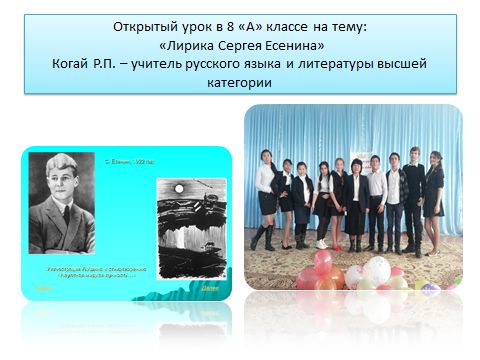 Открытый урок в 8 «А» классе на тему:
«Лирика Сергея Есенина»
Когай Р.П. – учитель русского языка и литературы высшей
категории
С. Есенин. 1922 год
Далее